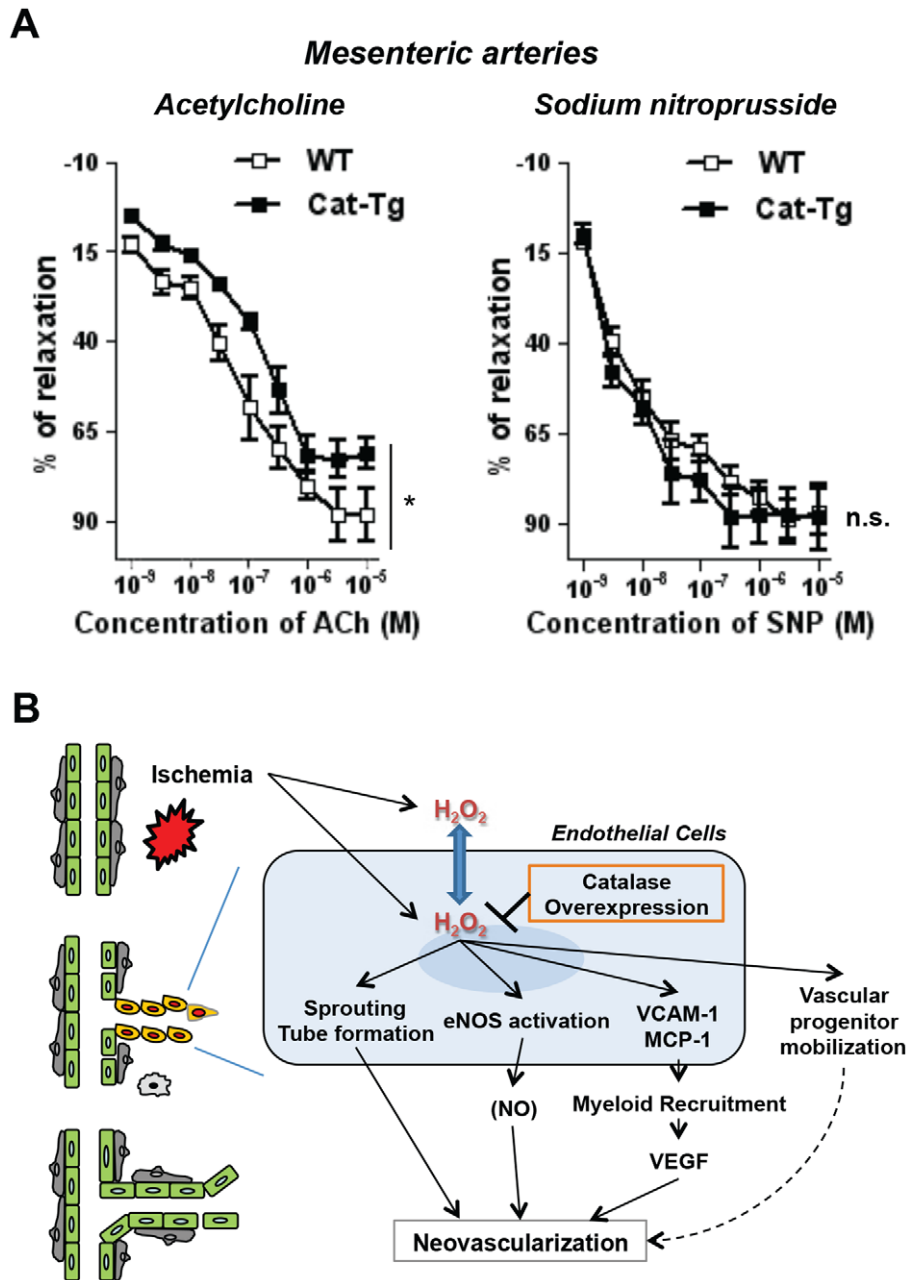 A
Mesenteric arteries
Acetylcholine
WT
Cat-Tg
-10
15
40
65
90
% of relaxation
10⁻⁹ 10⁻⁸ 10⁻⁷ 10⁻⁶ 10⁻⁵
Concentration of ACh (M)
*
Sodium nitroprusside
WT
Cat-Tg
-10
15
40
65
90
% of relaxation
10⁻⁹ 10⁻⁸ 10⁻⁷ 10⁻⁶ 10⁻⁵
Concentration of SNP (M)
n.s.
B
Ischemia
H₂O₂
Endothelial Cells
Catalase
Overexpression
H₂O₂
Sprouting
Tube formation
eNOS activation
VCAM-1
MCP-1
Vascular
progenitor
mobilization
(NO)
Myeloid Recruitment
VEGF
Neovascularization